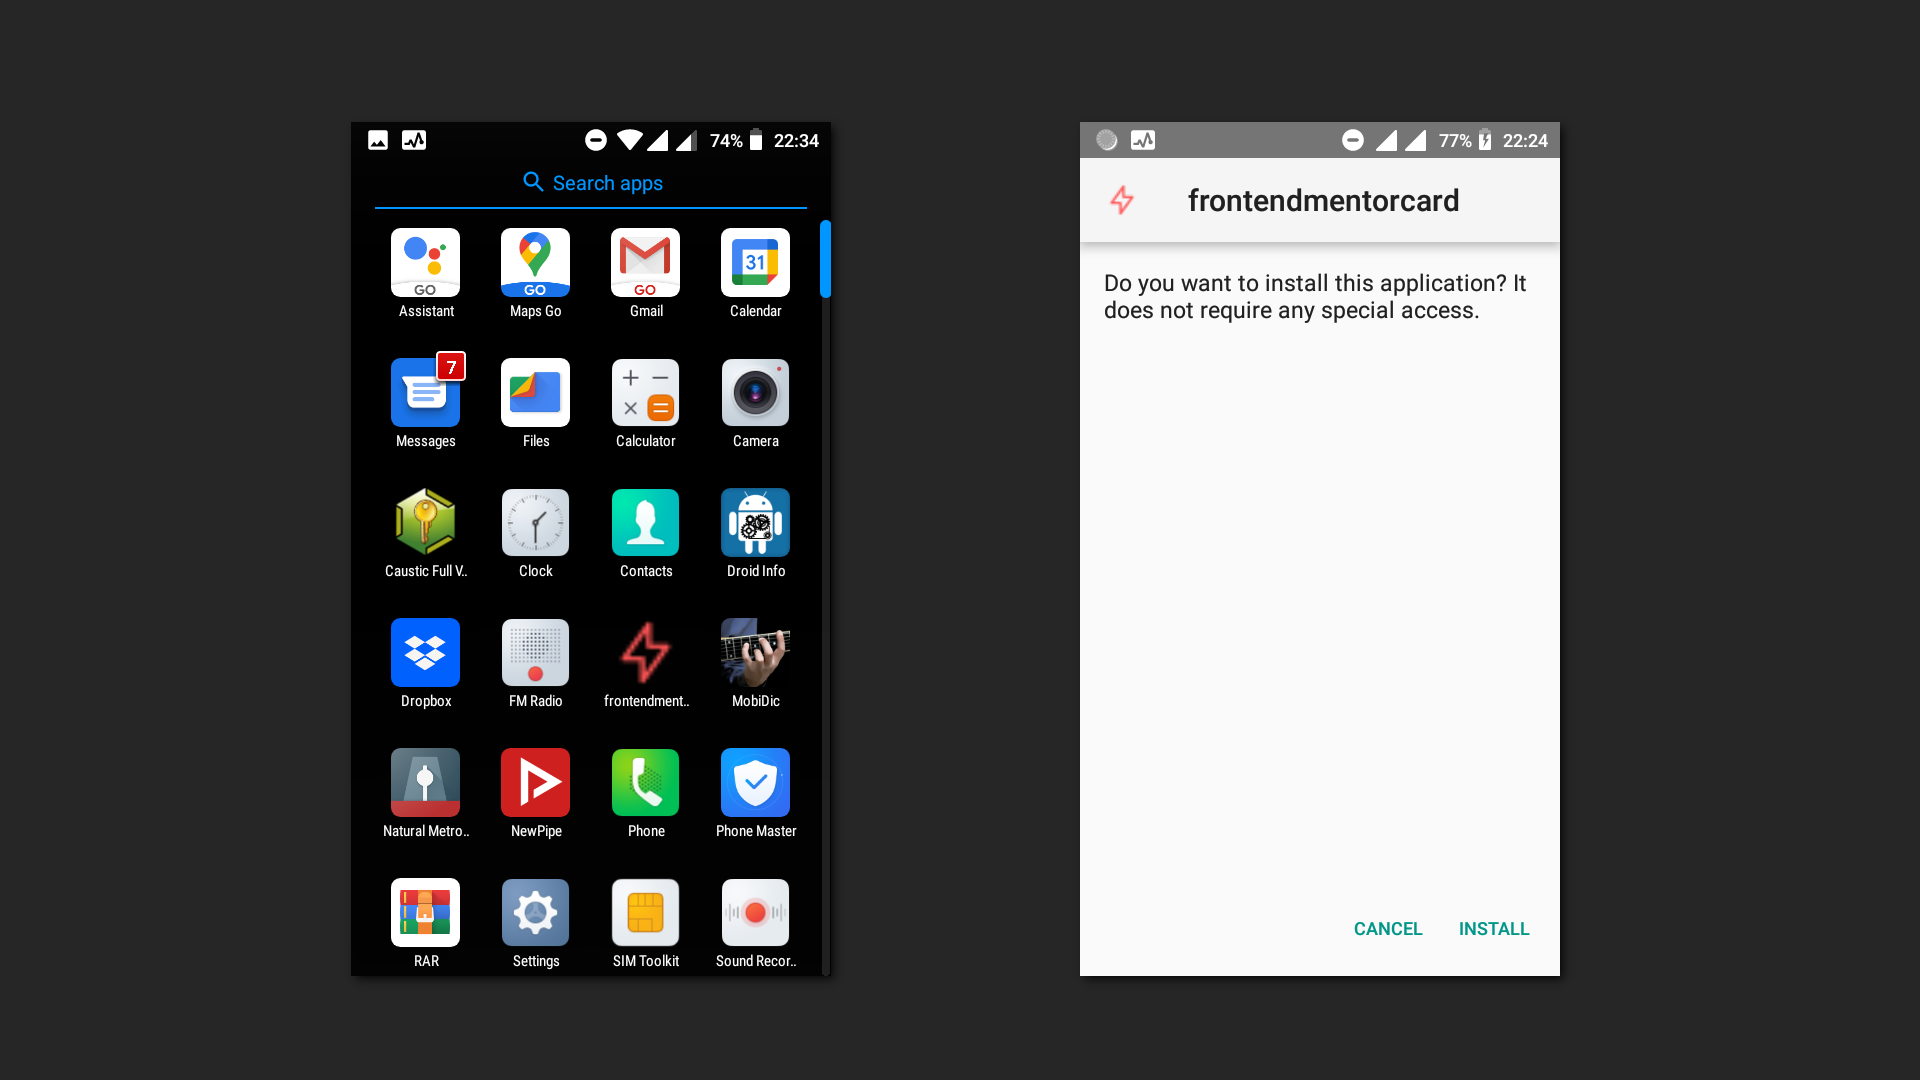 74% 22:34
Search apps
GO GO GO 31
Assistant Maps Go Gmail Calendar
7
Messages Files Calculator Camera
Caustic Full V.. Clock Contacts Droid Info
Dropbox FM Radio frontendment.. MobiDic
Natural Metro.. NewPipe Phone Phone Master
RAR Settings SIM Toolkit Sound Recor..
77% 22:24
frontendmentorcard
Do you want to install this application? It
does not require any special access.
CANCEL INSTALL